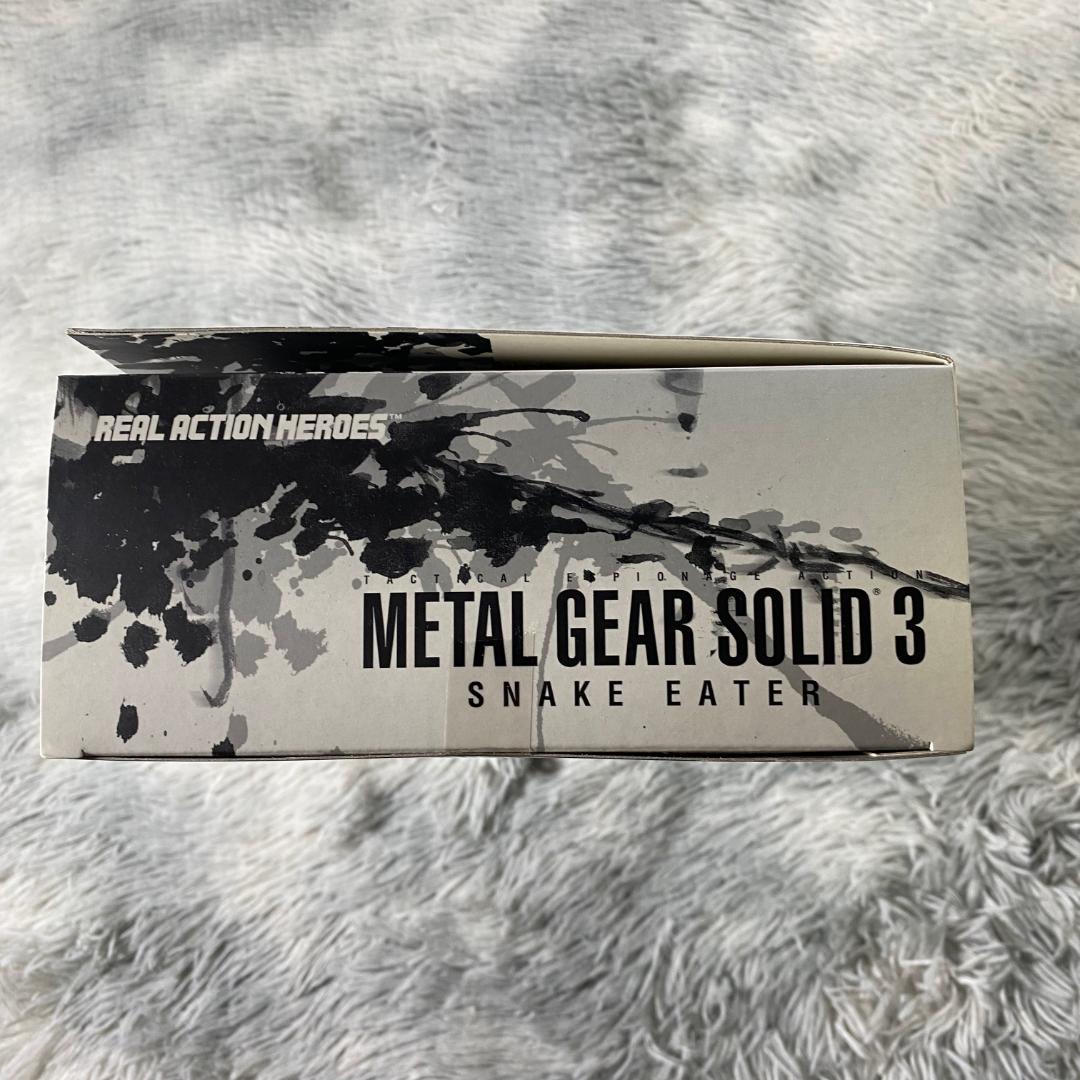 REAL ACTION HEROES™
TACTICAL ESPIONAGE ACTION
METAL GEAR SOLID® 3
SNAKE EATER